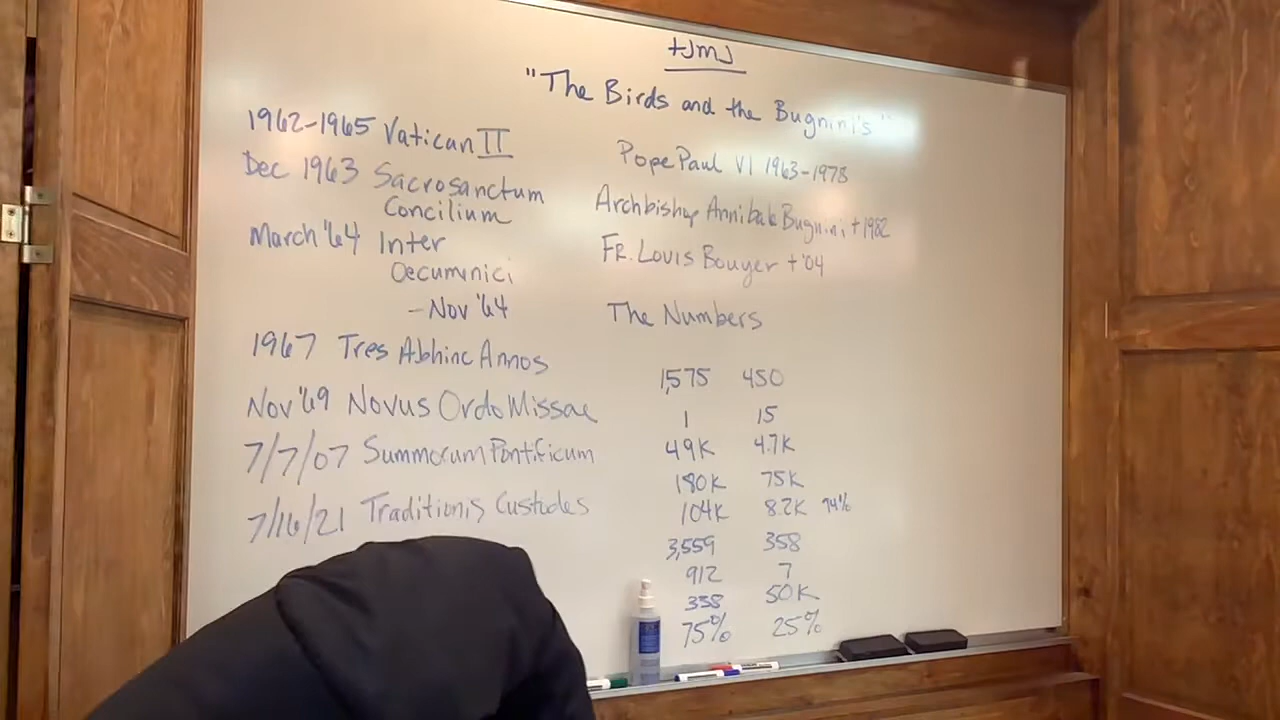 +JMJ
"The Birds and the Bugnini's"
1962-1965 Vatican II
Dec 1963 Sacrosanctum
Concilium
March '64 Inter
Oecumenici
- Nov '64
1967 Tres Abhinc Annos
Nov '69 Novus Ordo Missae
7/7/07 Summorum Pontificum
7/16/21 Traditionis Custodes
Pope Paul VI 1963-1978
Archbishop Annibale Bugnini +1982
Fr. Louis Bouyer +'04
The Numbers
1,575 450
1 15
49K 4.7K
180K 75K
104K 8.2K 94%
3,559 358
912 7
338 50K
75% 25%